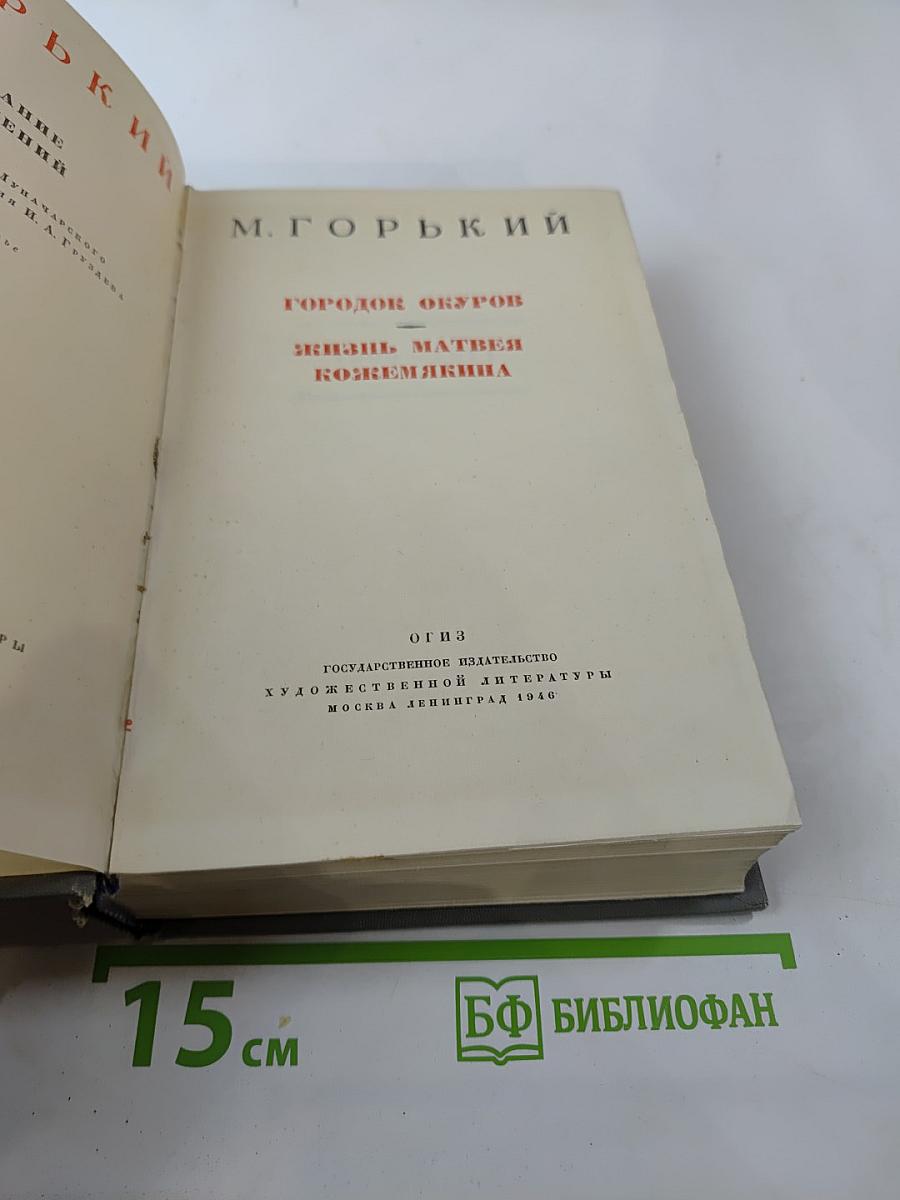 М. ГОРЬКИЙ
ГОРОДОК ОКУРОВ
ЖИЗНЬ МАТВЕЯ
КОЖЕМЯКИНА
ОГИЗ
ГОСУДАРСТВЕННОЕ ИЗДАТЕЛЬСТВО
ХУДОЖЕСТВЕННОЙ ЛИТЕРАТУРЫ
МОСКВА ЛЕНИНГРАД 1946
15 см
БФ БИБЛИОФАН